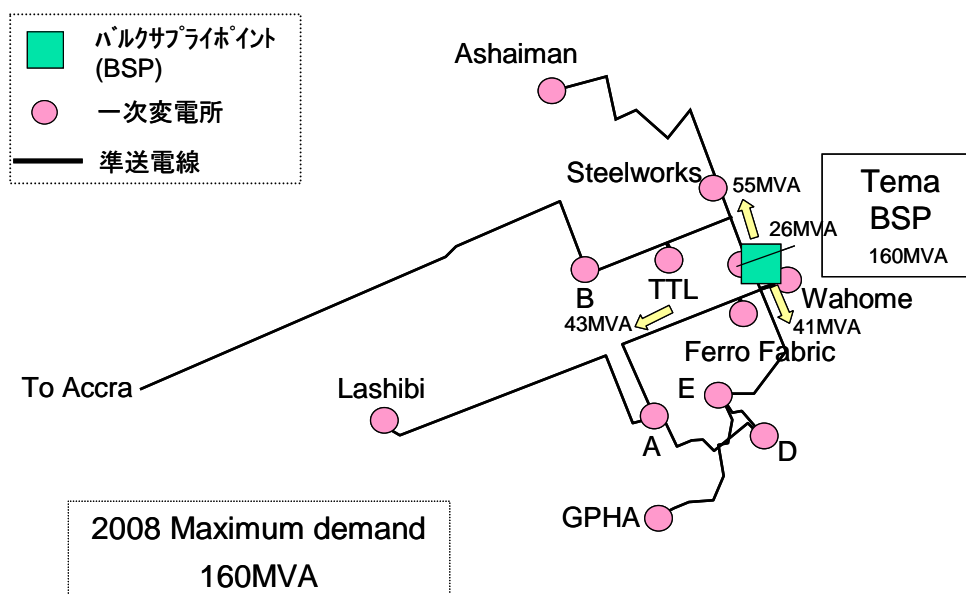 バルクサプライポイント
(BSP)
一次変電所
準送電線
Ashaiman
Steelworks
55MVA
Tema
BSP
160MVA
26MVA
B
TTL
Wahome
43MVA
41MVA
Ferro Fabric
To Accra
Lashibi
E
A
D
GPHA
2008 Maximum demand
160MVA